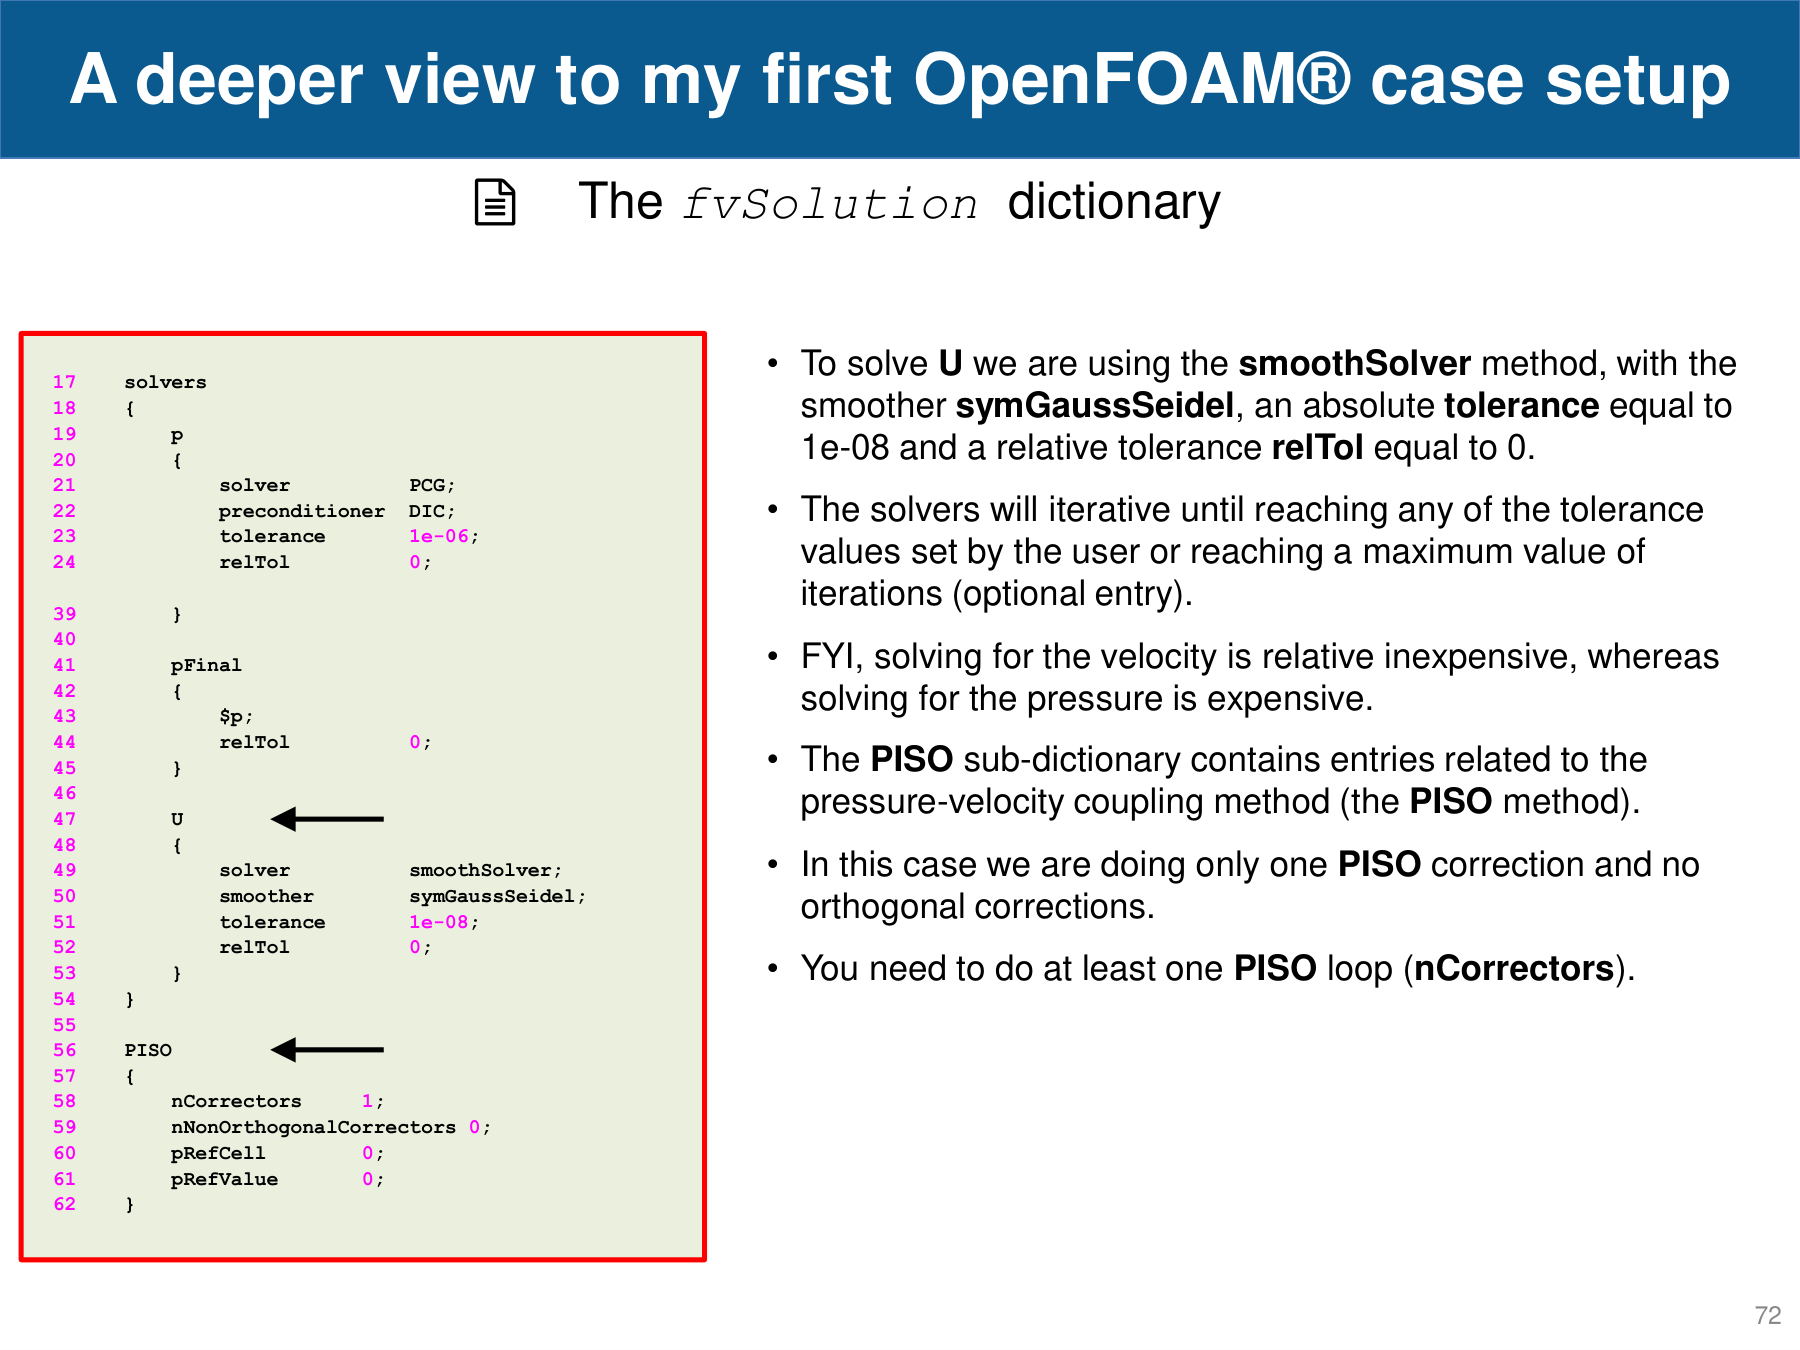 A deeper view to my first OpenFOAM® case setup
The fvSolution dictionary
17 solvers
18 {
19 p
20 {
21 solver PCG;
22 preconditioner DIC;
23 tolerance 1e-06;
24 relTol 0;
39 }
40
41 pFinal
42 {
43 $p;
44 relTol 0;
45 }
46
47 U
48 {
49 solver smoothSolver;
50 smoother symGaussSeidel;
51 tolerance 1e-08;
52 relTol 0;
53 }
54 }
55
56 PISO
57 {
58 nCorrectors 1;
59 nNonOrthogonalCorrectors 0;
60 pRefCell 0;
61 pRefValue 0;
62 }
• To solve U we are using the smoothSolver method, with the
smoother symGaussSeidel, an absolute tolerance equal to
1e-08 and a relative tolerance relTol equal to 0.
• The solvers will iterative until reaching any of the tolerance
values set by the user or reaching a maximum value of
iterations (optional entry).
• FYI, solving for the velocity is relative inexpensive, whereas
solving for the pressure is expensive.
• The PISO sub-dictionary contains entries related to the
pressure-velocity coupling method (the PISO method).
• In this case we are doing only one PISO correction and no
orthogonal corrections.
• You need to do at least one PISO loop (nCorrectors).
72